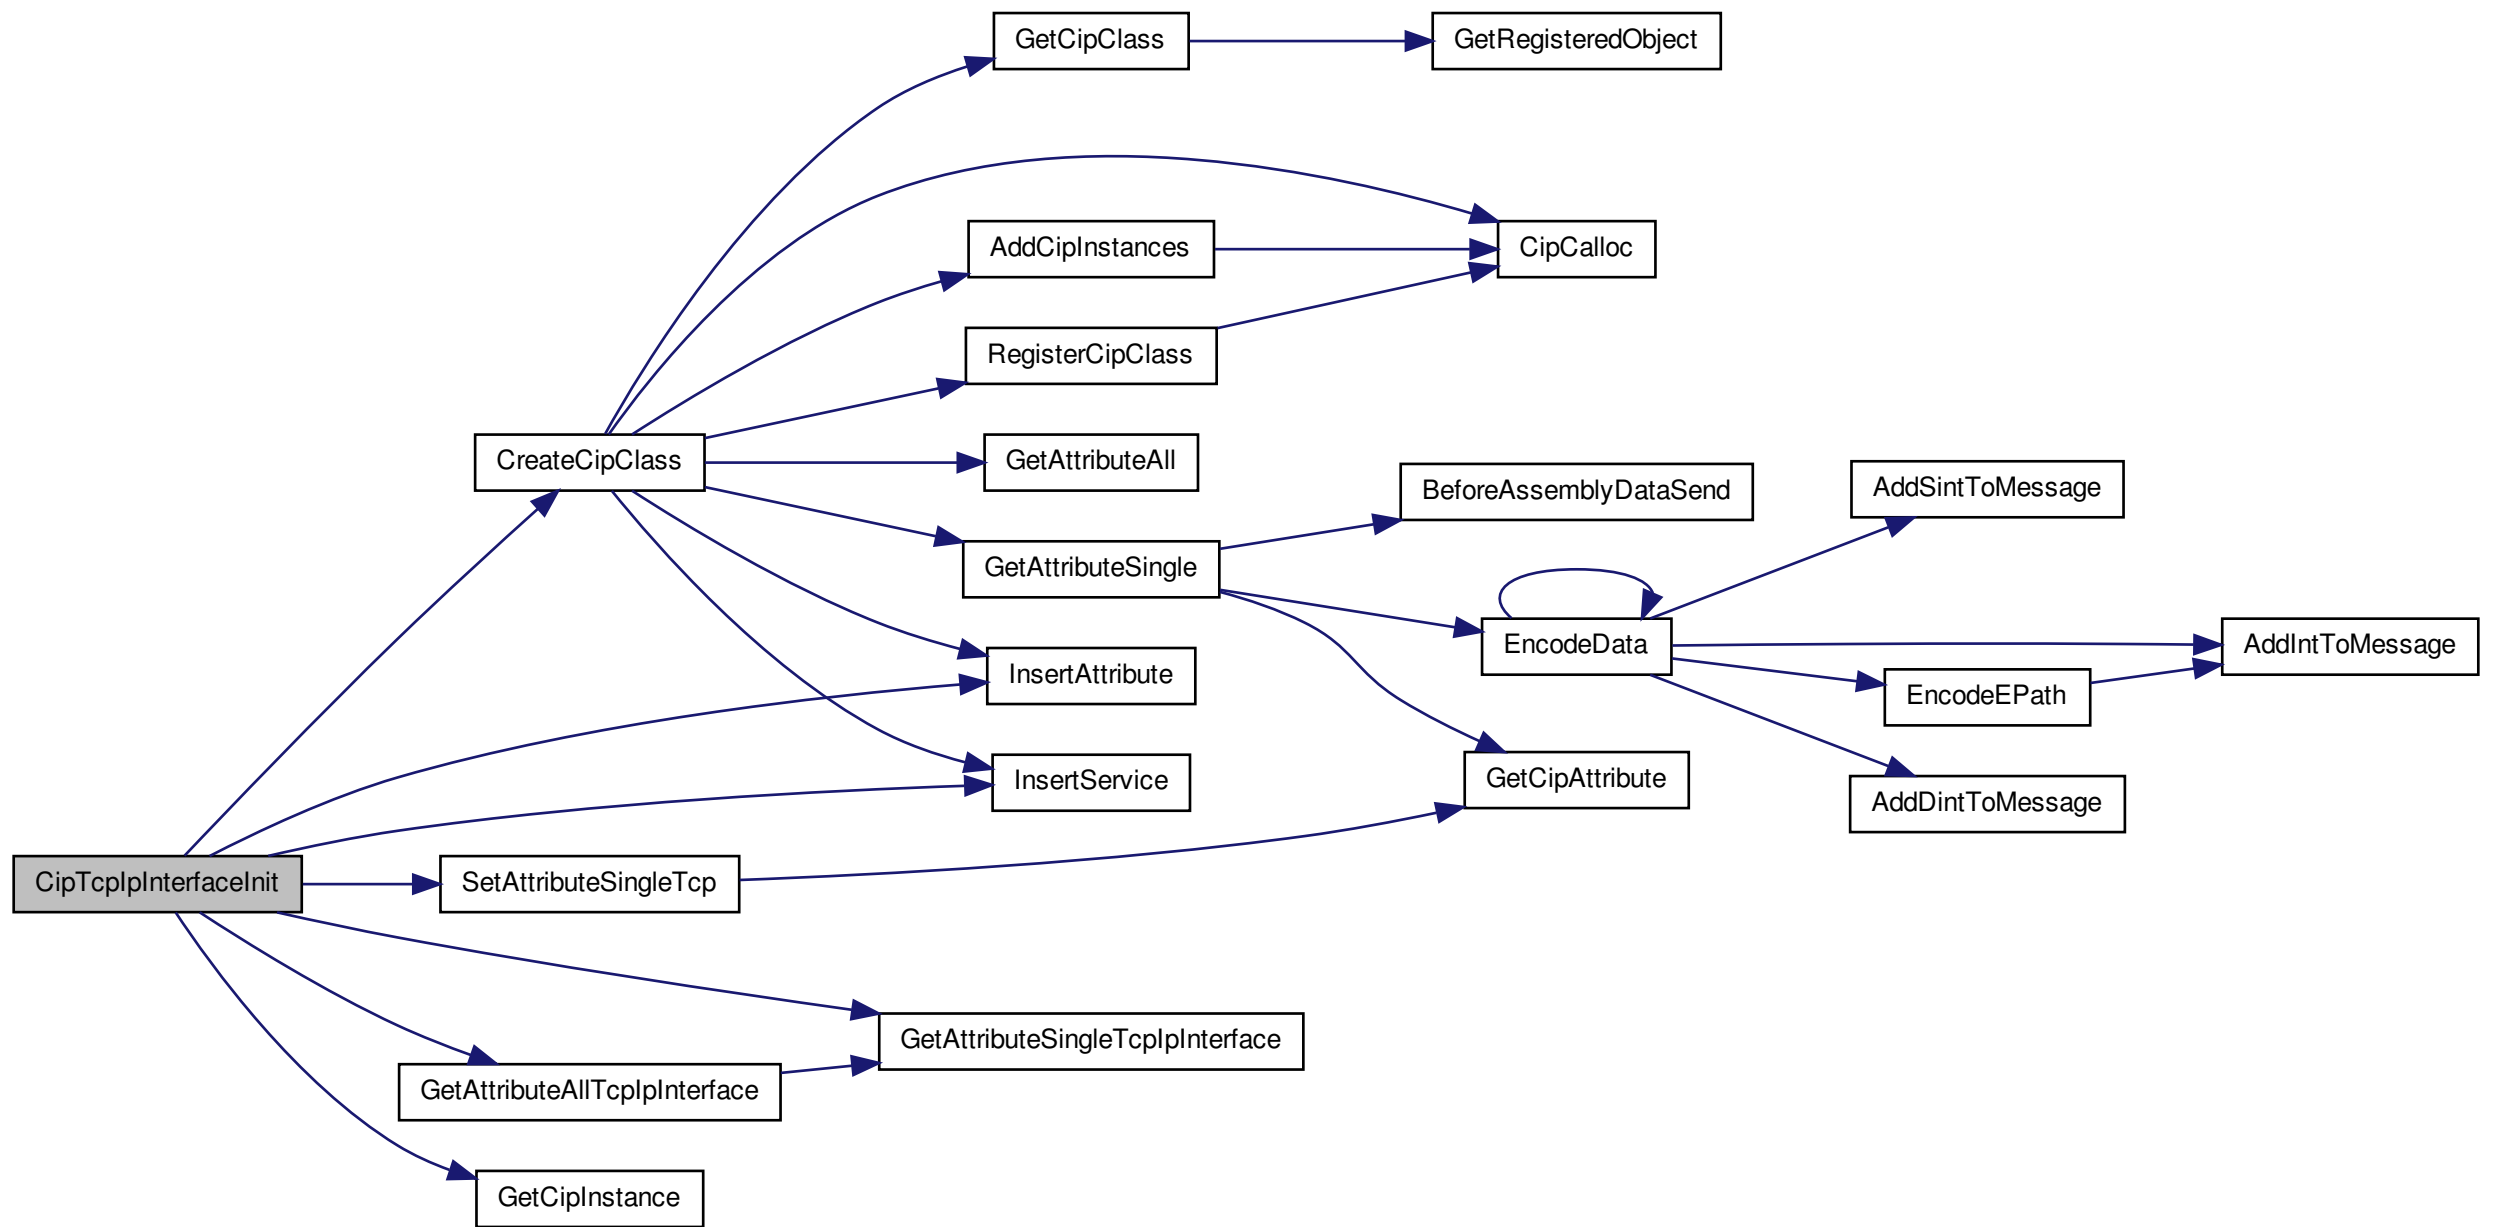 GetCipClass
GetRegisteredObject
AddCipInstances
CipCalloc
RegisterCipClass
CreateCipClass
GetAttributeAll
BeforeAssemblyDataSend
AddSintToMessage
GetAttributeSingle
EncodeData
AddIntToMessage
InsertAttribute
EncodeEPath
InsertService
GetCipAttribute
AddDintToMessage
CipTcpIpInterfaceInit
SetAttributeSingleTcp
GetAttributeSingleTcpIpInterface
GetAttributeAllTcpIpInterface
GetCipInstance